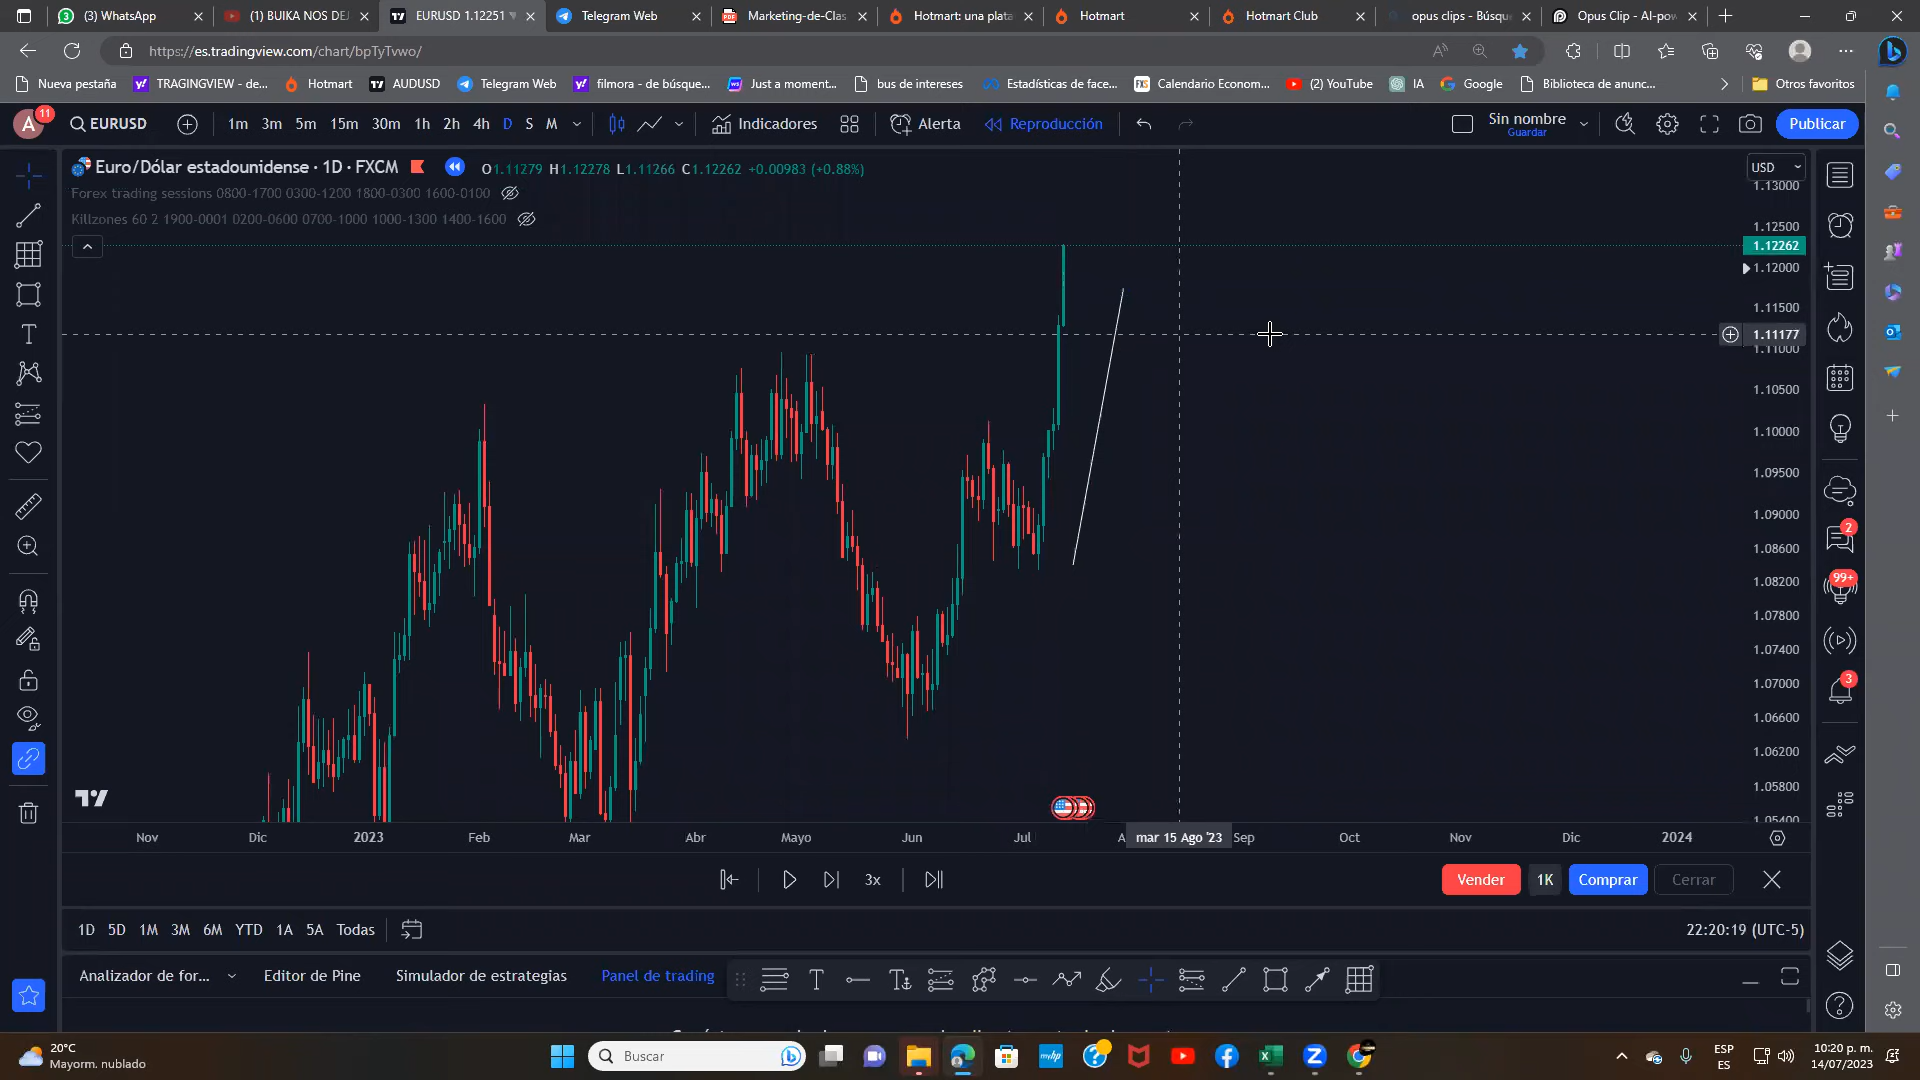 (3) WhatsApp
(1) BUIKA NOS DEJ
EURUSD 1.12251
Telegram Web
Marketing-de-Clas
Hotmart: una plata
Hotmart
Hotmart Club
opus clips - Búsqu
Opus Clip - AI-pow
https://es.tradingview.com/chart/bpTyTvwo/
Nueva pestaña
TRAGINGVIEW - de...
Hotmart
AUDUSD
Telegram Web
filmora - de búsque...
Just a moment...
bus de intereses
Estadísticas de face...
Calendario Econom...
(2) YouTube
IA
Google
Biblioteca de anunc...
Otros favoritos
A
11
EURUSD
1m 3m 5m 15m 30m 1h 2h 4h D S M
Indicadores
Alerta
Reproducción
Sin nombre
Guardar
Publicar
Euro/Dólar estadounidense · 1D · FXCM
O1.11279 H1.12278 L1.11266 C1.12262 +0.00983 (+0.88%)
Forex trading sessions 0800-1700 0300-1200 1800-0300 1600-0100
Killzones 60 2 1900-0001 0200-0600 0700-1000 1000-1300 1400-1600
USD
1.13000
1.12500
1.12262
1.12000
1.11500
1.11177
1.11000
1.10500
1.10000
1.09500
1.09000
1.08600
1.08200
1.07800
1.07400
1.07000
1.06600
1.06200
1.05800
1.05400
2
99+
3
Nov Dic 2023 Feb Mar Abr Mayo Jun Jul A mar 15 Ago '23 Sep Oct Nov Dic 2024
3x
Vender
1K
Comprar
Cerrar
1D 5D 1M 3M 6M YTD 1A 5A Todas
22:20:19 (UTC-5)
Analizador de for...
Editor de Pine
Simulador de estrategias
Panel de trading
20°C
Mayorm. nublado
Buscar
ESP
ES
10:20 p. m.
14/07/2023